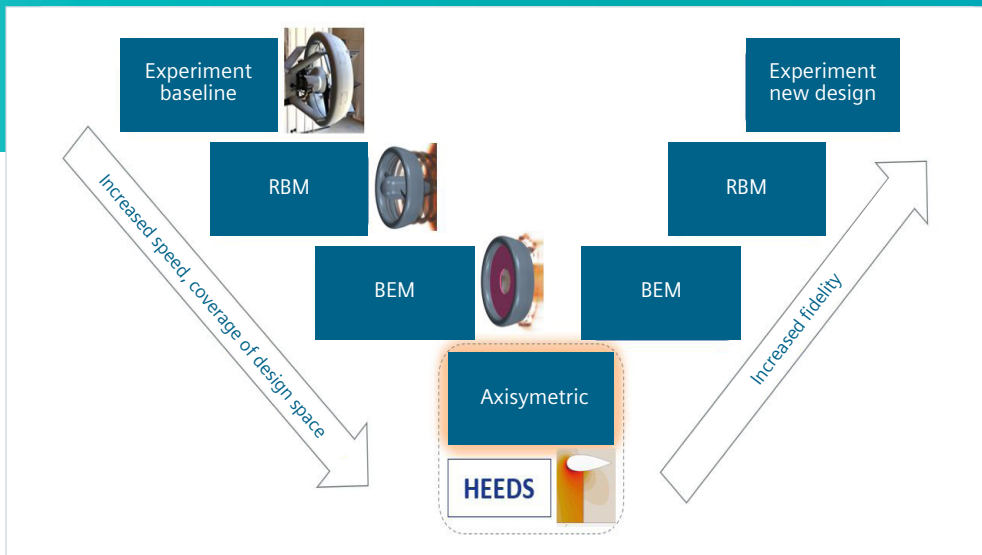 Experiment
baseline
Experiment
new design
RBM
RBM
BEM
BEM
Increased speed, coverage of design space
Increased fidelity
Axisymetric
HEEDS